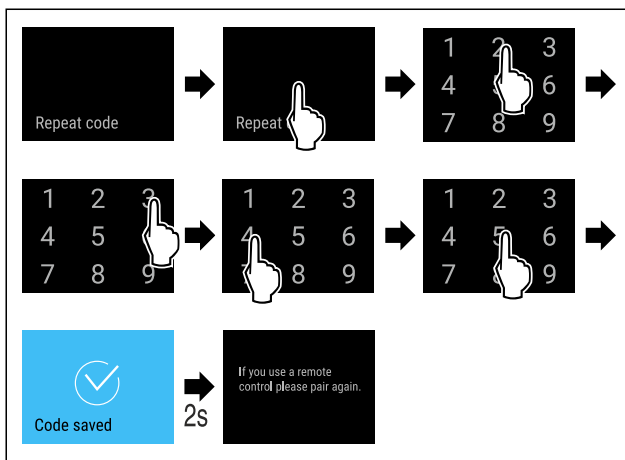 Repeat code
Repeat
1 2 3
4 5 6
7 8 9
1 2 3
4 5
7 8 9
1 2 3
4 5 6
7 8 9
1 2 3
4 5 6
7 8 9
Code saved
2s
If you use a remote
control please pair again.